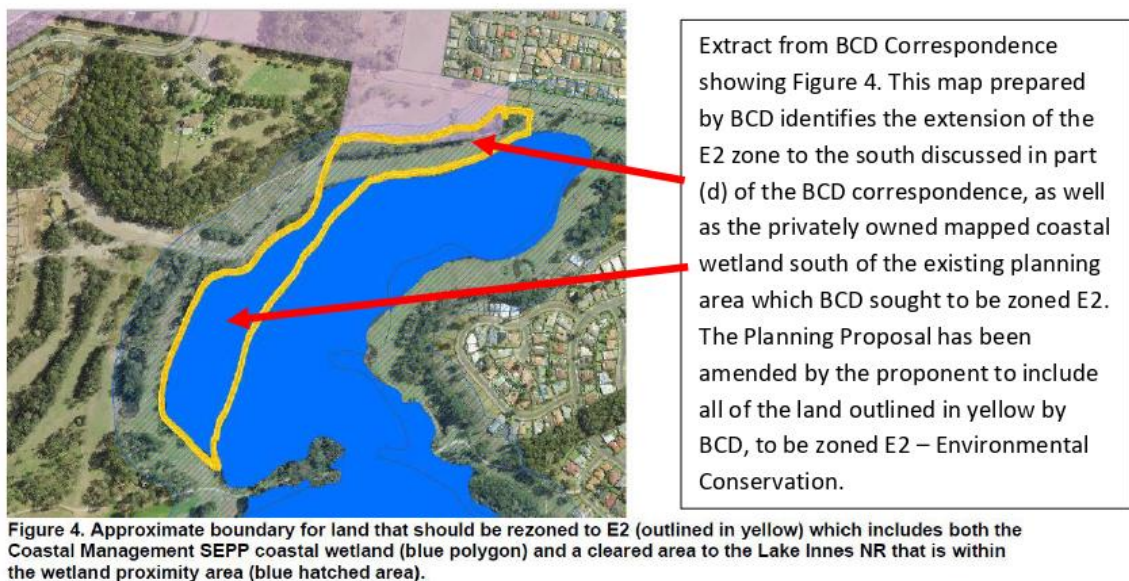 Extract from BCD Correspondence
showing Figure 4. This map prepared
by BCD identifies the extension of the
E2 zone to the south discussed in part
(d) of the BCD correspondence, as well
as the privately owned mapped coastal
wetland south of the existing planning
area which BCD sought to be zoned E2.
The Planning Proposal has been
amended by the proponent to include
all of the land outlined in yellow by
BCD, to be zoned E2 – Environmental
Conservation.
Figure 4. Approximate boundary for land that should be rezoned to E2 (outlined in yellow) which includes both the
Coastal Management SEPP coastal wetland (blue polygon) and a cleared area to the Lake Innes NR that is within
the wetland proximity area (blue hatched area).